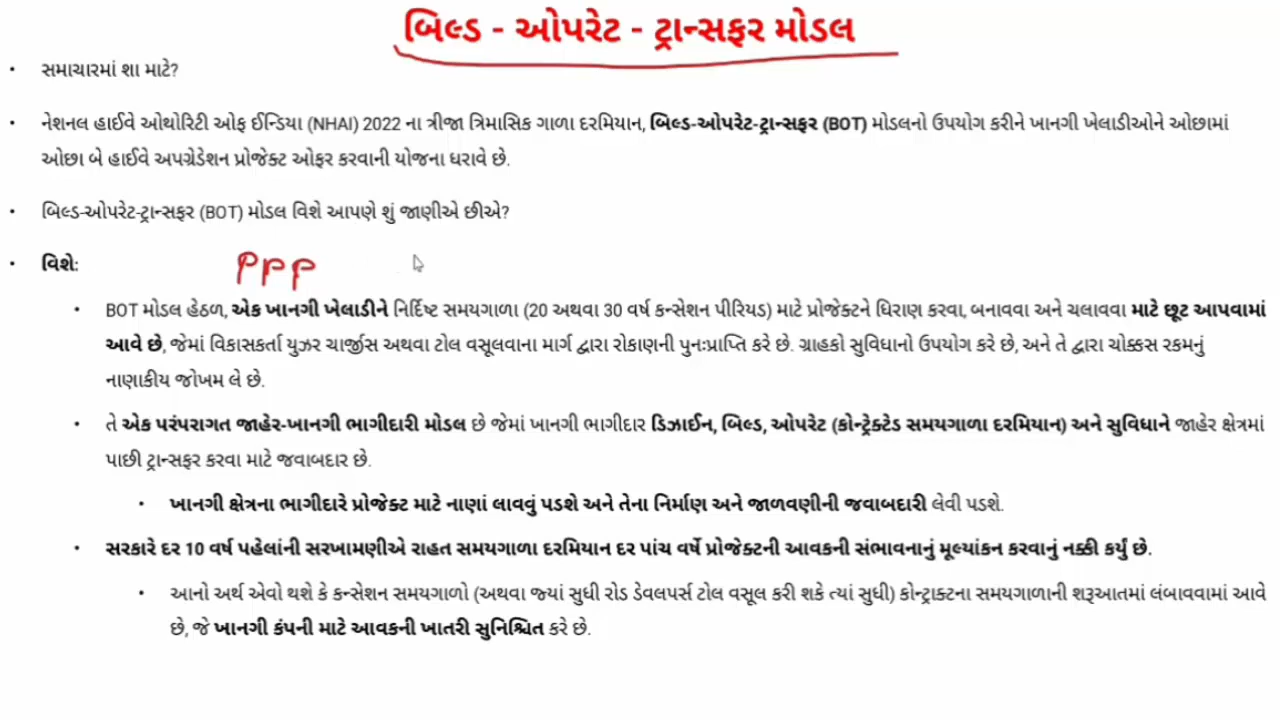 બિલ્ડ - ઓપરેટ - ટ્રાન્સફર મોડલ
• સમાચારમાં શા માટે?
• નેશનલ હાઈવે ઓથોરિટી ઓફ ઈન્ડિયા (NHAI) 2022 ના ત્રીજા ત્રિમાસિક ગાળા દરમિયાન, બિલ્ડ-ઓપરેટ-ટ્રાન્સફર (BOT) મોડલનો ઉપયોગ કરીને ખાનગી ખેલાડીઓને ઓછામાં
ઓછા બે હાઈવે અપગ્રેડેશન પ્રોજેક્ટ ઓફર કરવાની યોજના ધરાવે છે.
• બિલ્ડ-ઓપરેટ-ટ્રાન્સફર (BOT) મોડલ વિશે આપણે શું જાણીએ છીએ?
• વિશે:
PPP
• BOT મોડલ હેઠળ, એક ખાનગી ખેલાડીને નિર્દિષ્ટ સમયગાળા (20 અથવા 30 વર્ષ કન્સેશન પીરિયડ) માટે પ્રોજેક્ટને ધિરાણ કરવા, બનાવવા અને ચલાવવા માટે છૂટ આપવામાં
આવે છે, જેમાં વિકાસકર્તા યુઝર ચાર્જીસ અથવા ટોલ વસૂલવાના માર્ગ દ્વારા રોકાણની પુનઃપ્રાપ્તિ કરે છે. ગ્રાહકો સુવિધાનો ઉપયોગ કરે છે, અને તે દ્વારા ચોક્કસ રકમનું
નાણાકીય જોખમ લે છે.
• તે એક પરંપરાગત જાહેર-ખાનગી ભાગીદારી મોડલ છે જેમાં ખાનગી ભાગીદાર ડિઝાઈન, બિલ્ડ, ઓપરેટ (કોન્ટ્રેક્ટેડ સમયગાળા દરમિયાન) અને સુવિધાને જાહેર ક્ષેત્રમાં
પાછી ટ્રાન્સફર કરવા માટે જવાબદાર છે.
• ખાનગી ક્ષેત્રના ભાગીદારે પ્રોજેક્ટ માટે નાણાં લાવવું પડશે અને તેના નિર્માણ અને જાળવણીની જવાબદારી લેવી પડશે.
• સરકારે દર 10 વર્ષ પહેલાંની સરખામણીએ રાહત સમયગાળા દરમિયાન દર પાંચ વર્ષે પ્રોજેક્ટની આવકની સંભાવનાનું મૂલ્યાંકન કરવાનું નક્કી કર્યું છે.
• આનો અર્થ એવો થશે કે કન્સેશન સમયગાળો (અથવા જ્યાં સુધી રોડ ડેવલપર્સ ટોલ વસૂલ કરી શકે ત્યાં સુધી) કોન્ટ્રાક્ટના સમયગાળાની શરૂઆતમાં લંબાવવામાં આવે
છે, જે ખાનગી કંપની માટે આવકની ખાતરી સુનિશ્ચિત કરે છે.